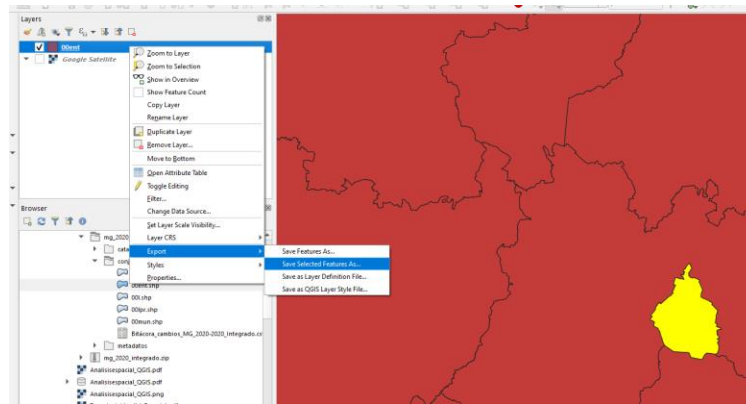 Layers
00ent
Google Satellite
Zoom to Layer
Zoom to Selection
Show in Overview
Show Feature Count
Copy Layer
Rename Layer
Duplicate Layer
Remove Layer...
Move to Bottom
Open Attribute Table
Toggle Editing
Filter...
Change Data Source...
Set Layer Scale Visibility...
Layer CRS
Export
Styles
Properties...
Save Features As...
Save Selected Features As...
Save as Layer Definition File...
Save as QGIS Layer Style File...
Browser
mg_2020
cata
conj
00ent.shp
00l.shp
00lpr.shp
00mun.shp
Bitácora_cambios_MG_2020-2020_integrado.cs
metadatos
mg_2020_integrado.zip
Analisisespacial_QGIS.pdf
Analisisespacial_QGIS.pdf
Analisisespacial_QGIS.png